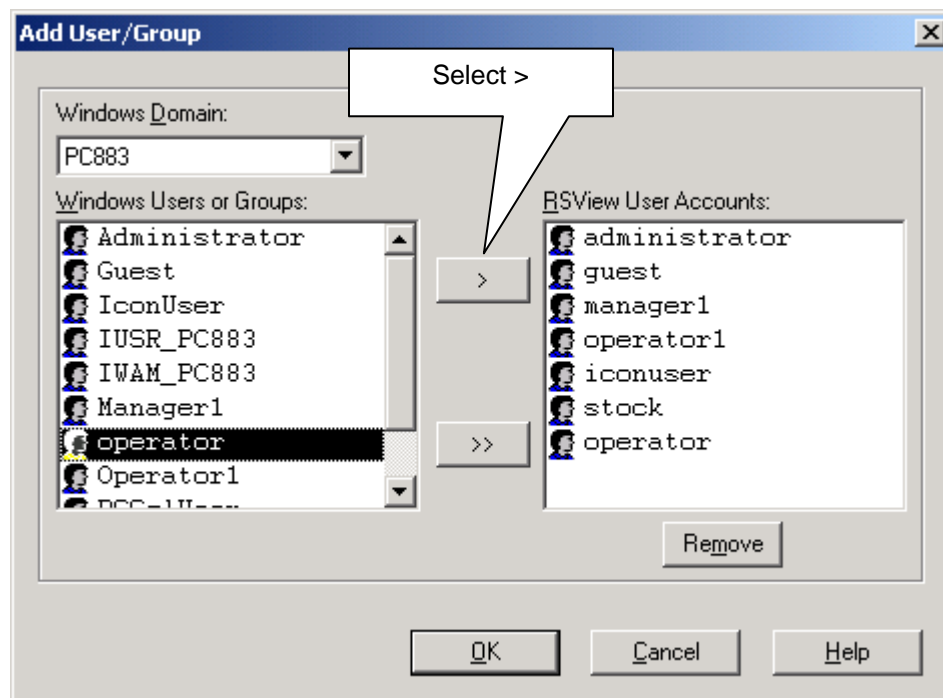 Add User/Group
Select >
Windows Domain:
PC883
Windows Users or Groups:
Administrator
Guest
IconUser
IUSR_PC883
IWAM_PC883
Manager1
operator
Operator1
>
>>
RSView User Accounts:
administrator
guest
manager1
operator1
iconuser
stock
operator
Remove
OK
Cancel
Help